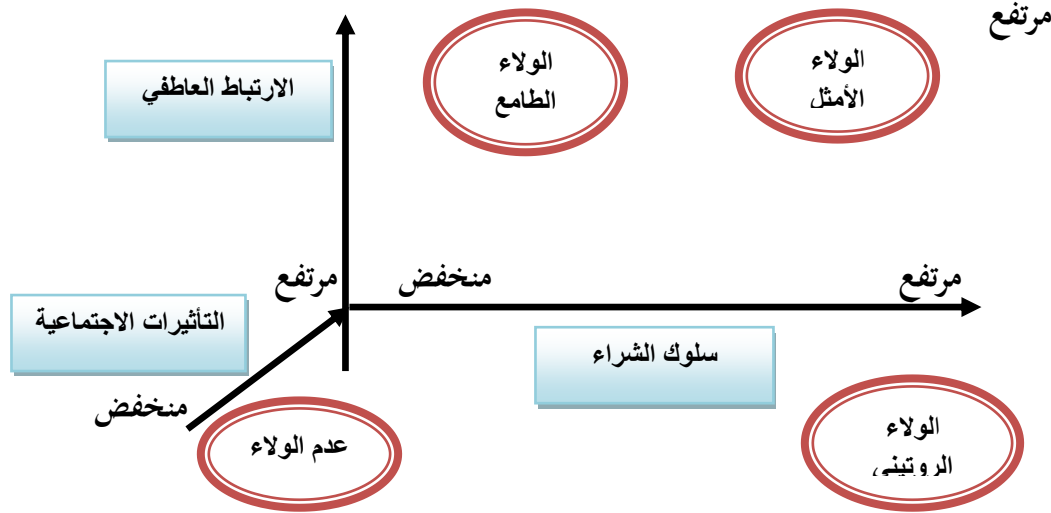 مرتفع
الولاء
الأمثل
الولاء
الطامع
الارتباط العاطفي
مرتفع
منخفض
مرتفع
التأثيرات الاجتماعية
سلوك الشراء
منخفض
عدم الولاء
الولاء
الروتيني